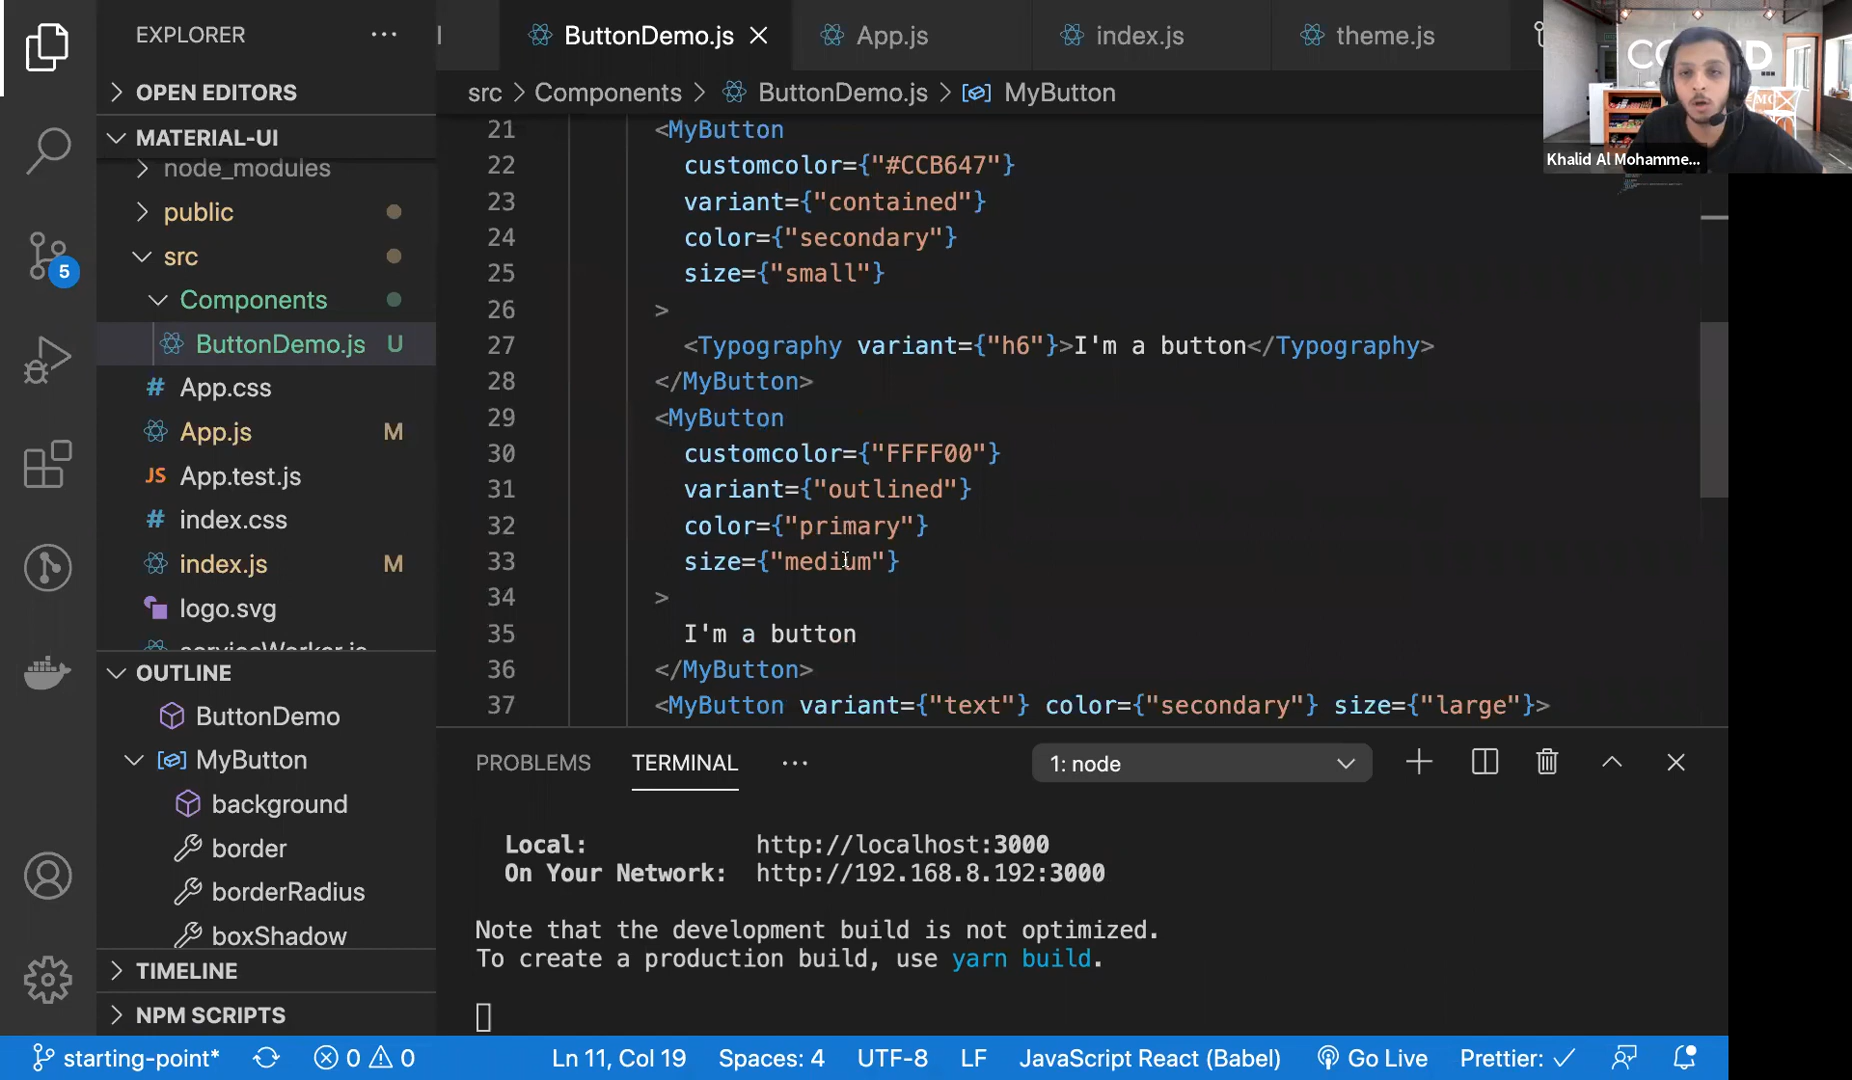 EXPLORER
OPEN EDITORS
MATERIAL-UI
node_modules
public
src
Components
ButtonDemo.js U
App.css
App.js M
App.test.js
index.css
index.js M
logo.svg
serviceWorker.js
OUTLINE
ButtonDemo
MyButton
background
border
borderRadius
boxShadow
TIMELINE
NPM SCRIPTS
5
ButtonDemo.js App.js index.js theme.js
src > Components > ButtonDemo.js > MyButton
21 <MyButton
22 customcolor={"#CCB647"}
23 variant={"contained"}
24 color={"secondary"}
25 size={"small"}
26 >
27 <Typography variant={"h6"}>I'm a button</Typography>
28 </MyButton>
29 <MyButton
30 customcolor={"FFFF00"}
31 variant={"outlined"}
32 color={"primary"}
33 size={"medium"}
34 >
35 I'm a button
36 </MyButton>
37 <MyButton variant={"text"} color={"secondary"} size={"large"}>
PROBLEMS TERMINAL ··· 1: node
Local: http://localhost:3000
On Your Network: http://192.168.8.192:3000
Note that the development build is not optimized.
To create a production build, use yarn build.
starting-point* 0 0 Ln 11, Col 19 Spaces: 4 UTF-8 LF JavaScript React (Babel) Go Live Prettier: ✓
Khalid Al Mohamme...